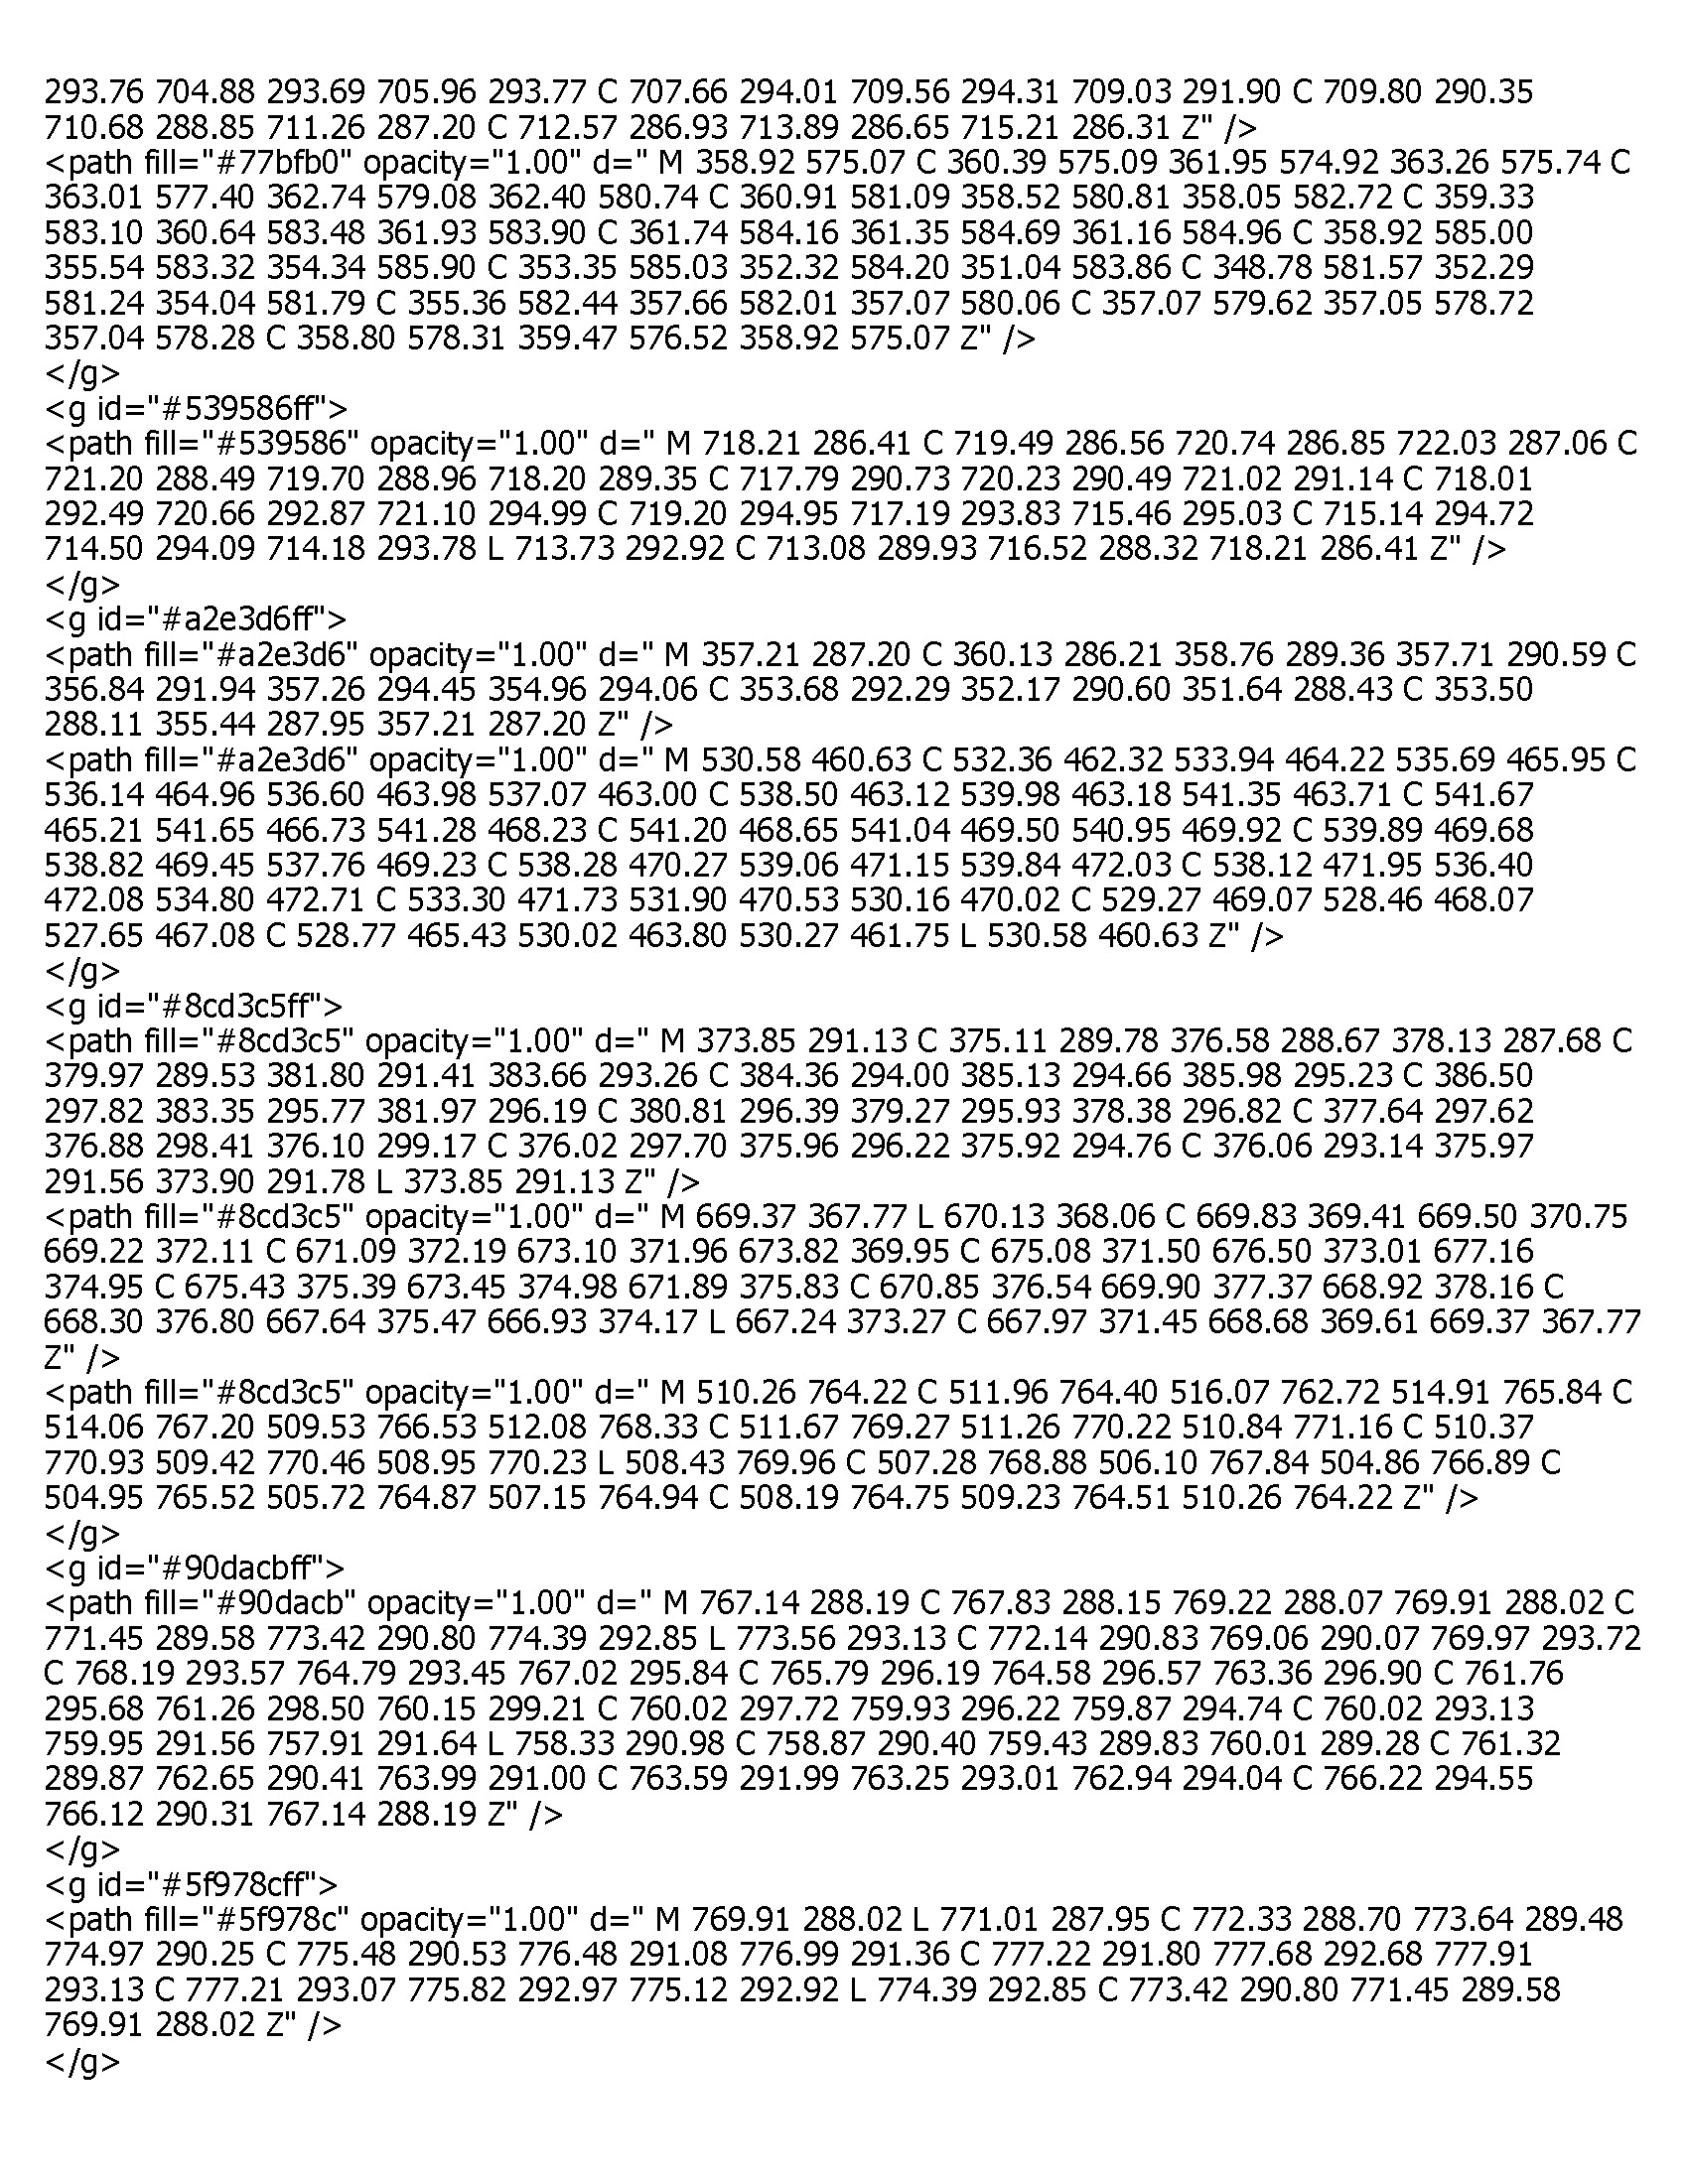 293.76 704.88 293.69 705.96 293.77 C 707.66 294.01 709.56 294.31 709.03 291.90 C 709.80 290.35
710.68 288.85 711.26 287.20 C 712.57 286.93 713.89 286.65 715.21 286.31 Z" />
<path fill="#77bfb0" opacity="1.00" d=" M 358.92 575.07 C 360.39 575.09 361.95 574.92 363.26 575.74 C
363.01 577.40 362.74 579.08 362.40 580.74 C 360.91 581.09 358.52 580.81 358.05 582.72 C 359.33
583.10 360.64 583.48 361.93 583.90 C 361.74 584.16 361.35 584.69 361.16 584.96 C 358.92 585.00
355.54 583.32 354.34 585.90 C 353.35 585.03 352.32 584.20 351.04 583.86 C 348.78 581.57 352.29
581.24 354.04 581.79 C 355.36 582.44 357.66 582.01 357.07 580.06 C 357.07 579.62 357.05 578.72
357.04 578.28 C 358.80 578.31 359.47 576.52 358.92 575.07 Z" />
</g>
<g id="#539586ff">
<path fill="#539586" opacity="1.00" d=" M 718.21 286.41 C 719.49 286.56 720.74 286.85 722.03 287.06 C
721.20 288.49 719.70 288.96 718.20 289.35 C 717.79 290.73 720.23 290.49 721.02 291.14 C 718.01
292.49 720.66 292.87 721.10 294.99 C 719.20 294.95 717.19 293.83 715.46 295.03 C 715.14 294.72
714.50 294.09 714.18 293.78 L 713.73 292.92 C 713.08 289.93 716.52 288.32 718.21 286.41 Z" />
</g>
<g id="#a2e3d6ff">
<path fill="#a2e3d6" opacity="1.00" d=" M 357.21 287.20 C 360.13 286.21 358.76 289.36 357.71 290.59 C
356.84 291.94 357.26 294.45 354.96 294.06 C 353.68 292.29 352.17 290.60 351.64 288.43 C 353.50
288.11 355.44 287.95 357.21 287.20 Z" />
<path fill="#a2e3d6" opacity="1.00" d=" M 530.58 460.63 C 532.36 462.32 533.94 464.22 535.69 465.95 C
536.14 464.96 536.60 463.98 537.07 463.00 C 538.50 463.12 539.98 463.18 541.35 463.71 C 541.67
465.21 541.65 466.73 541.28 468.23 C 541.20 468.65 541.04 469.50 540.95 469.92 C 539.89 469.68
538.82 469.45 537.76 469.23 C 538.28 470.27 539.06 471.15 539.84 472.03 C 538.12 471.95 536.40
472.08 534.80 472.71 C 533.30 471.73 531.90 470.53 530.16 470.02 C 529.27 469.07 528.46 468.07
527.65 467.08 C 528.77 465.43 530.02 463.80 530.27 461.75 L 530.58 460.63 Z" />
</g>
<g id="#8cd3c5ff">
<path fill="#8cd3c5" opacity="1.00" d=" M 373.85 291.13 C 375.11 289.78 376.58 288.67 378.13 287.68 C
379.97 289.53 381.80 291.41 383.66 293.26 C 384.36 294.00 385.13 294.66 385.98 295.23 C 386.50
297.82 383.35 295.77 381.97 296.19 C 380.81 296.39 379.27 295.93 378.38 296.82 C 377.64 297.62
376.88 298.41 376.10 299.17 C 376.02 297.70 375.96 296.22 375.92 294.76 C 376.06 293.14 375.97
291.56 373.90 291.78 L 373.85 291.13 Z" />
<path fill="#8cd3c5" opacity="1.00" d=" M 669.37 367.77 L 670.13 368.06 C 669.83 369.41 669.50 370.75
669.22 372.11 C 671.09 372.19 673.10 371.96 673.82 369.95 C 675.08 371.50 676.50 373.01 677.16
374.95 C 675.43 375.39 673.45 374.98 671.89 375.83 C 670.85 376.54 669.90 377.37 668.92 378.16 C
668.30 376.80 667.64 375.47 666.93 374.17 L 667.24 373.27 C 667.97 371.45 668.68 369.61 669.37 367.77
Z" />
<path fill="#8cd3c5" opacity="1.00" d=" M 510.26 764.22 C 511.96 764.40 516.07 762.72 514.91 765.84 C
514.06 767.20 509.53 766.53 512.08 768.33 C 511.67 769.27 511.26 770.22 510.84 771.16 C 510.37
770.93 509.42 770.46 508.95 770.23 L 508.43 769.96 C 507.28 768.88 506.10 767.84 504.86 766.89 C
504.95 765.52 505.72 764.87 507.15 764.94 C 508.19 764.75 509.23 764.51 510.26 764.22 Z" />
</g>
<g id="#90dacbff">
<path fill="#90dacb" opacity="1.00" d=" M 767.14 288.19 C 767.83 288.15 769.22 288.07 769.91 288.02 C
771.45 289.58 773.42 290.80 774.39 292.85 L 773.56 293.13 C 772.14 290.83 769.06 290.07 769.97 293.72
C 768.19 293.57 764.79 293.45 767.02 295.84 C 765.79 296.19 764.58 296.57 763.36 296.90 C 761.76
295.68 761.26 298.50 760.15 299.21 C 760.02 297.72 759.93 296.22 759.87 294.74 C 760.02 293.13
759.95 291.56 757.91 291.64 L 758.33 290.98 C 758.87 290.40 759.43 289.83 760.01 289.28 C 761.32
289.87 762.65 290.41 763.99 291.00 C 763.59 291.99 763.25 293.01 762.94 294.04 C 766.22 294.55
766.12 290.31 767.14 288.19 Z" />
</g>
<g id="#5f978cff">
<path fill="#5f978c" opacity="1.00" d=" M 769.91 288.02 L 771.01 287.95 C 772.33 288.70 773.64 289.48
774.97 290.25 C 775.48 290.53 776.48 291.08 776.99 291.36 C 777.22 291.80 777.68 292.68 777.91
293.13 C 777.21 293.07 775.82 292.97 775.12 292.92 L 774.39 292.85 C 773.42 290.80 771.45 289.58
769.91 288.02 Z" />
</g>